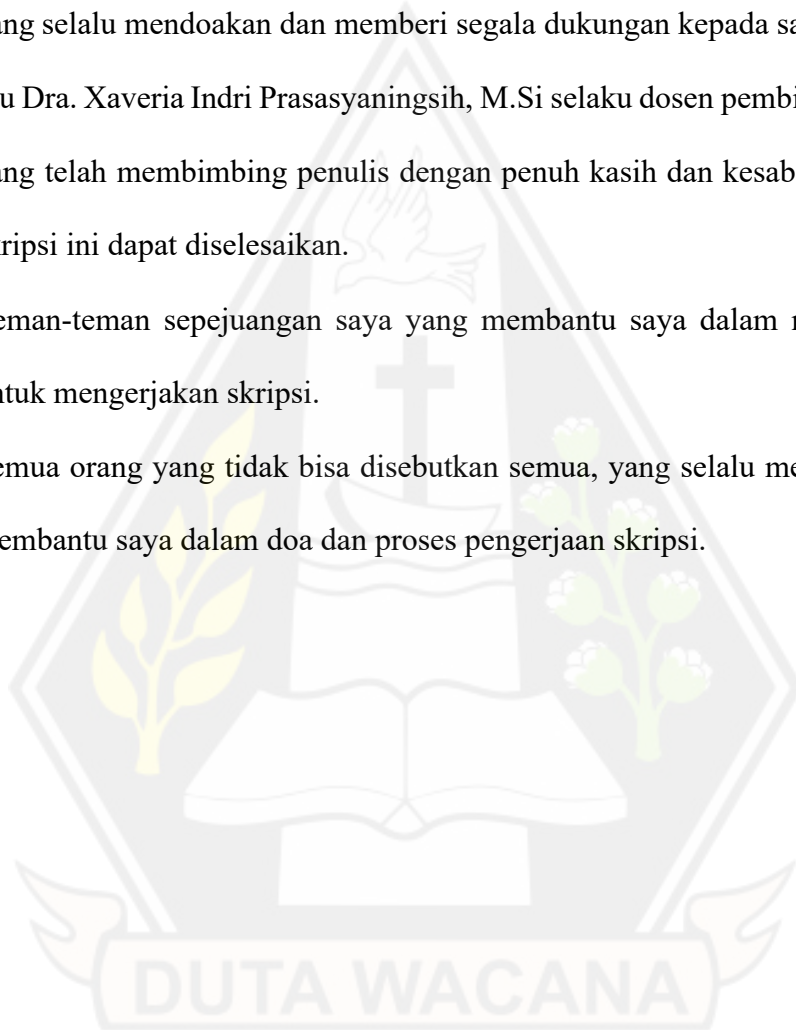 ang selalu mendoakan dan memberi segala dukungan kepada sa
u Dra. Xaveria Indri Prasasyaningsih, M.Si selaku dosen pembi
ang telah membimbing penulis dengan penuh kasih dan kesab
kripsi ini dapat diselesaikan.
eman-teman sepejuangan saya yang membantu saya dalam
ntuk mengerjakan skripsi.
emua orang yang tidak bisa disebutkan semua, yang selalu me
embantu saya dalam doa dan proses pengerjaan skripsi.
DUTA WACANA